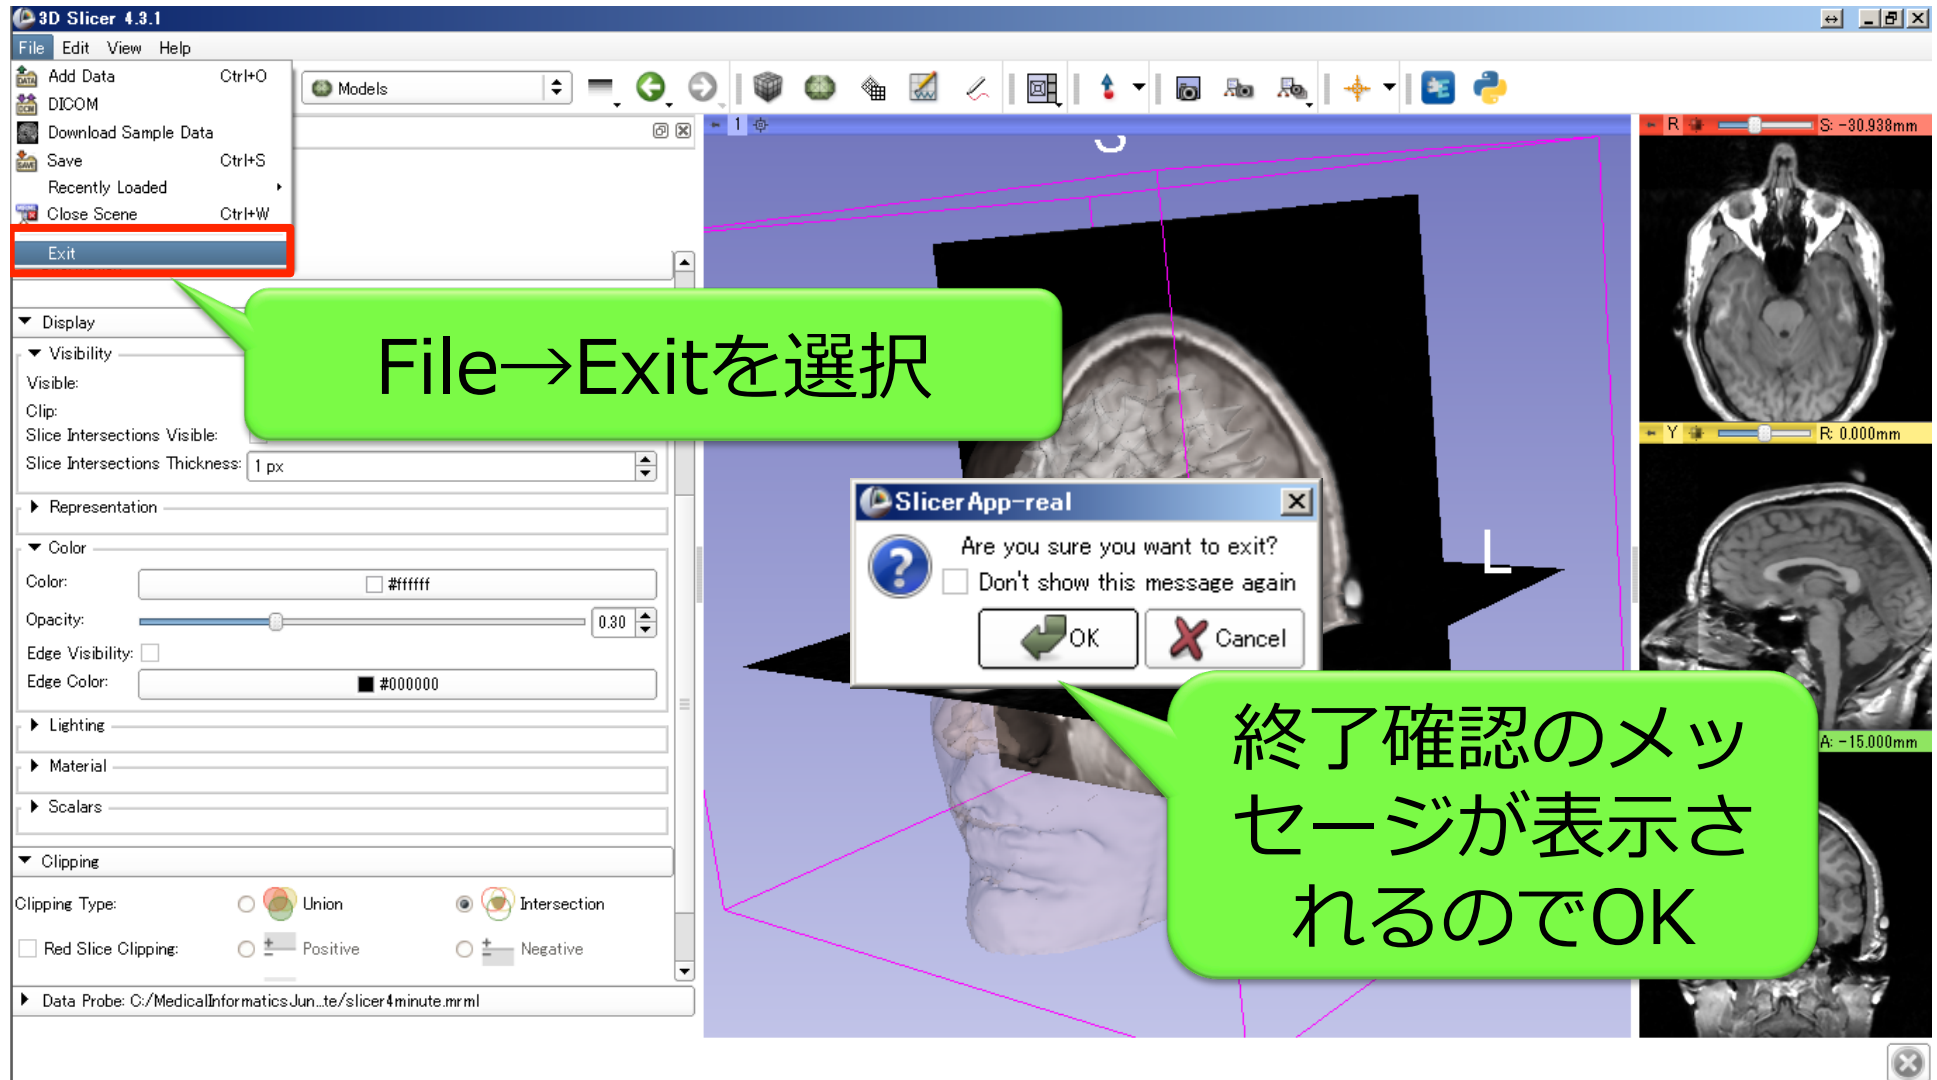 3D Slicer 4.3.1
File Edit View Help
Add Data Ctrl+O
DICOM
Download Sample Data
Save Ctrl+S
Recently Loaded
Close Scene Ctrl+W
Exit
Models
1
R S: -30.938mm
Display
File→Exitを選択
Visibility
Visible:
Clip:
Slice Intersections Visible:
Slice Intersections Thickness: 1 px
Y R: 0.000mm
Representation
Color
Color: #ffffff
Opacity: 0.30
Edge Visibility:
Edge Color: #000000
SlicerApp-real
Are you sure you want to exit?
Don't show this message again
OK Cancel
L
Lighting
Material
Scalars
終了確認のメッ
セージが表示さ
れるのでOK
A: -15.000mm
Clipping
Clipping Type: Union Intersection
Red Slice Clipping: Positive Negative
Data Probe: C:/MedicalInformaticsJun...te/slicer4minute.mrml